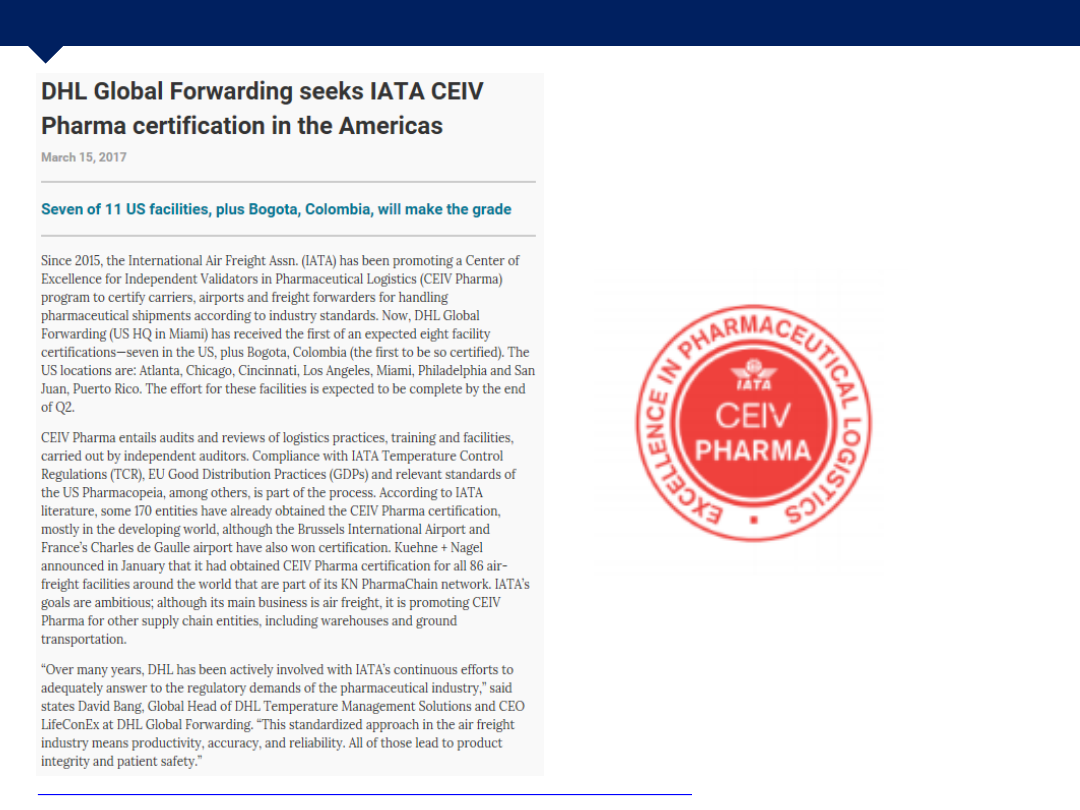 DHL Global Forwarding seeks IATA CEIV
Pharma certification in the Americas
March 15, 2017
Seven of 11 US facilities, plus Bogota, Colombia, will make the grade
Since 2015, the International Air Freight Assn. (IATA) has been promoting a Center of
Excellence for Independent Validators in Pharmaceutical Logistics (CEIV Pharma)
program to certify carriers, airports and freight forwarders for handling
pharmaceutical shipments according to industry standards. Now, DHL Global
Forwarding (US HQ in Miami) has received the first of an expected eight facility
certifications—seven in the US, plus Bogota, Colombia (the first to be so certified). The
US locations are: Atlanta, Chicago, Cincinnati, Los Angeles, Miami, Philadelphia and San
Juan, Puerto Rico. The effort for these facilities is expected to be complete by the end
of Q2.
CEIV Pharma entails audits and reviews of logistics practices, training and facilities,
carried out by independent auditors. Compliance with IATA Temperature Control
Regulations (TCR), EU Good Distribution Practices (GDPs) and relevant standards of
the US Pharmacopeia, among others, is part of the process. According to IATA
literature, some 170 entities have already obtained the CEIV Pharma certification,
mostly in the developing world, although the Brussels International Airport and
France's Charles de Gaulle airport have also won certification. Kuehne + Nagel
announced in January that it had obtained CEIV Pharma certification for all 86 air-
freight facilities around the world that are part of its KN PharmaChain network. IATA's
goals are ambitious; although its main business is air freight, it is promoting CEIV
Pharma for other supply chain entities, including warehouses and ground
transportation.
“Over many years, DHL has been actively involved with IATA's continuous efforts to
adequately answer to the regulatory demands of the pharmaceutical industry,” said
states David Bang, Global Head of DHL Temperature Management Solutions and CEO
LifeConEx at DHL Global Forwarding. “This standardized approach in the air freight
industry means productivity, accuracy, and reliability. All of those lead to product
integrity and patient safety.”
EXCELLENCE IN PHARMACEUTICAL LOGISTICS
IATA
CEIV
PHARMA